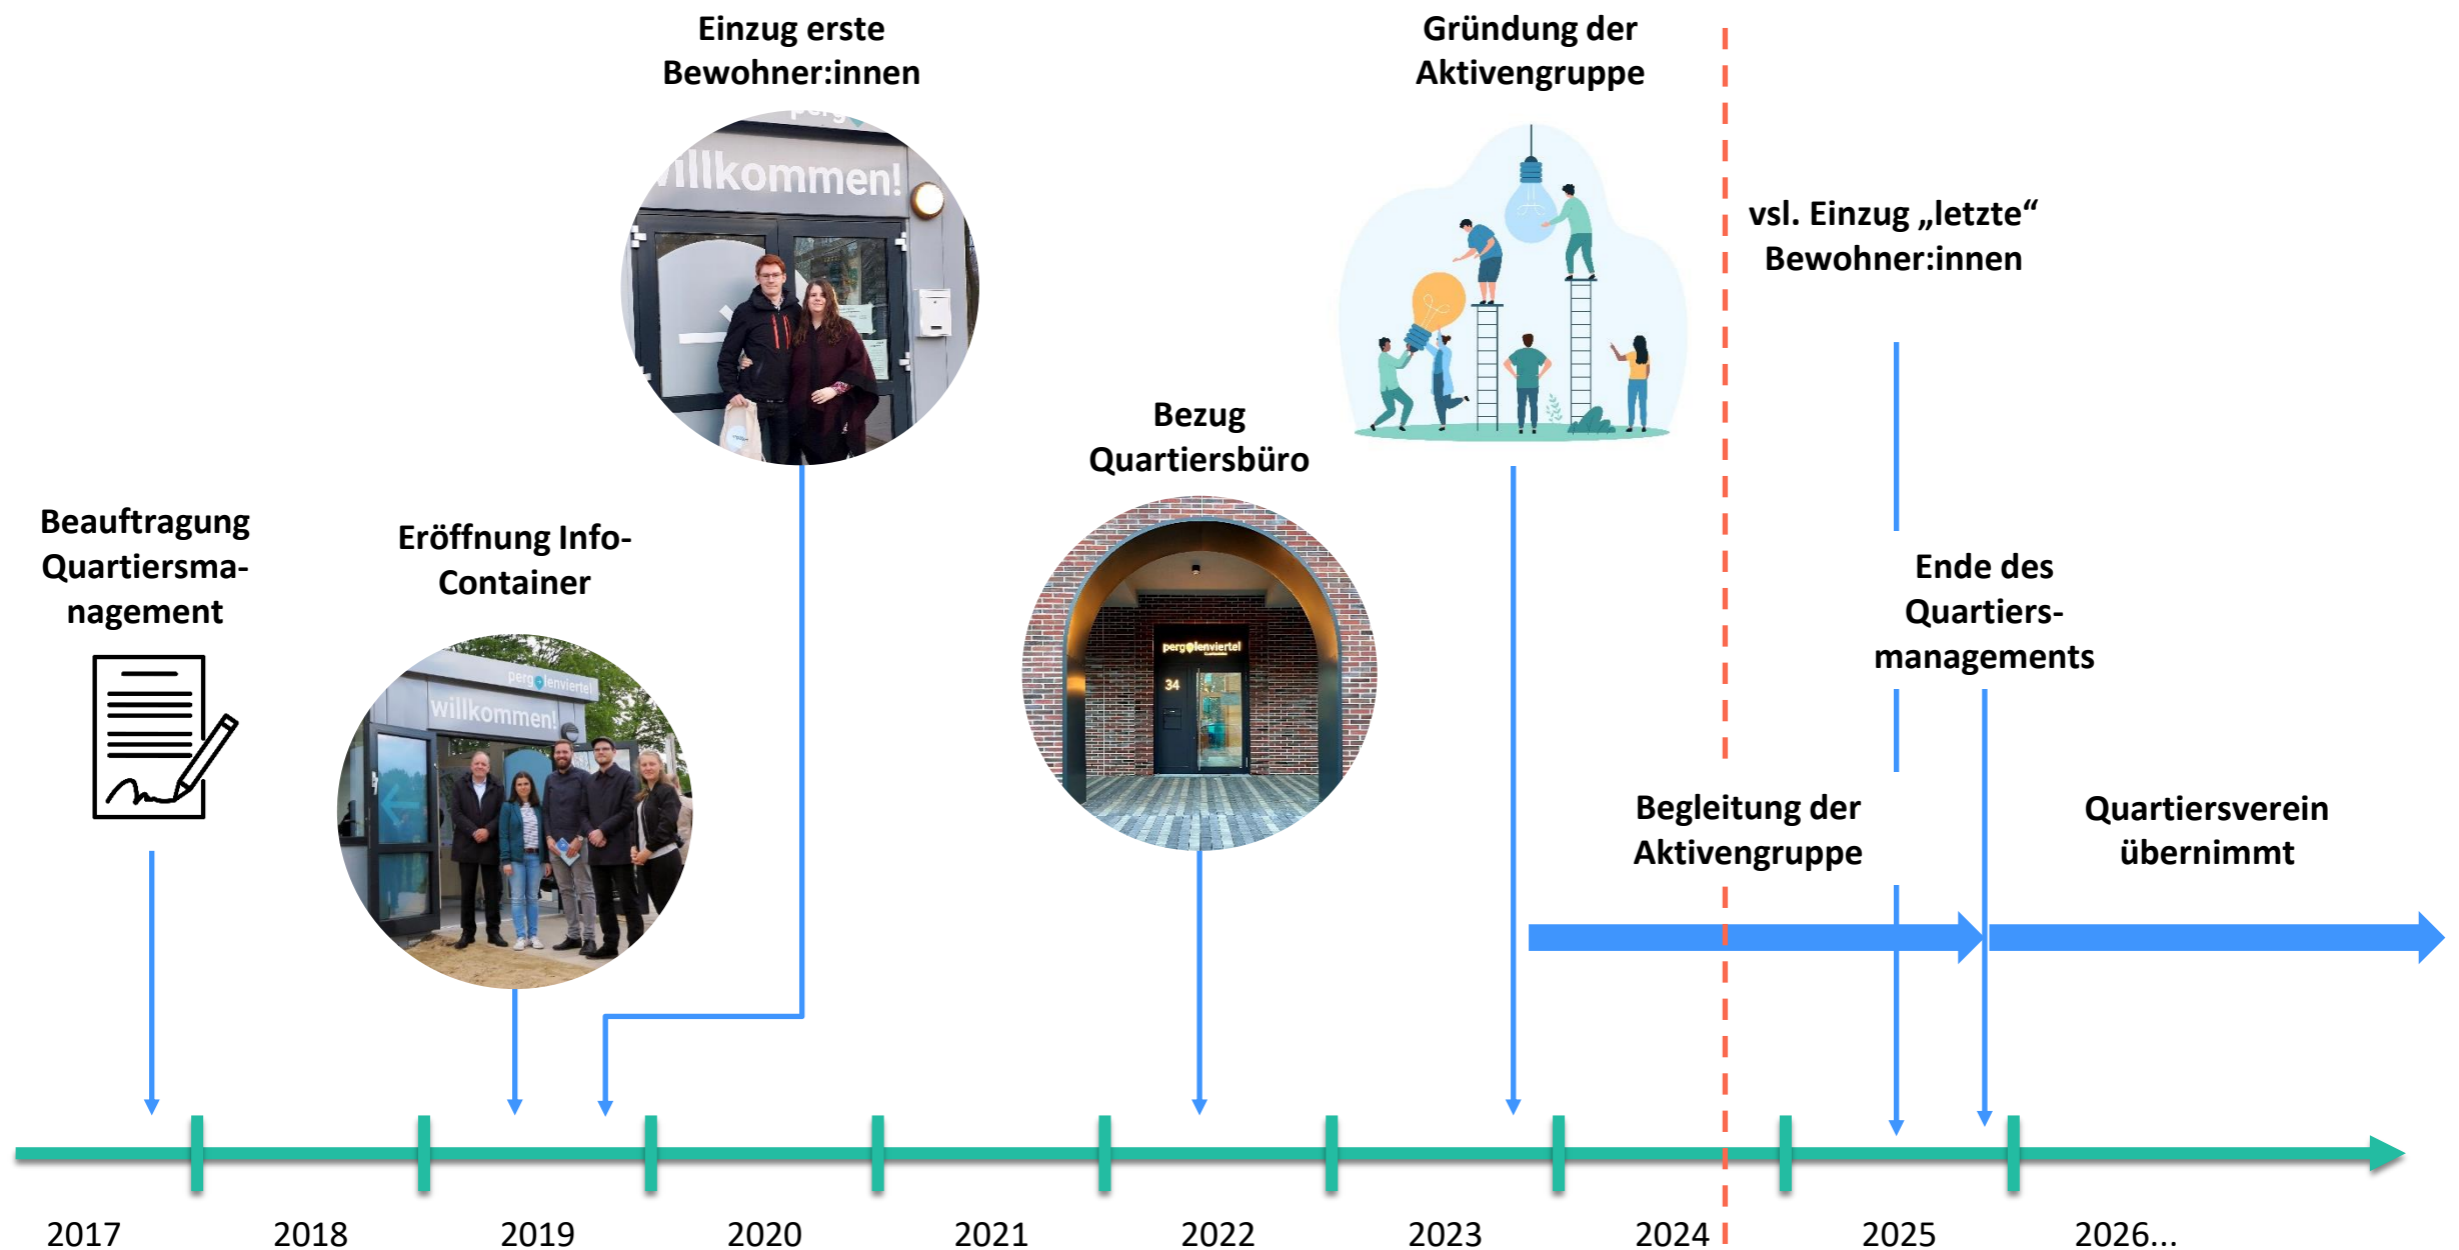 Einzug erste
Bewohner:innen
Gründung der
Aktivengruppe
willkommen!
vsl. Einzug „letzte“
Bewohner:innen
Bezug
Quartiersbüro
Beauftragung
Quartiersma-
nagement
Eröffnung Info-
Container
Ende des
Quartiers-
managements
pergolenviertel
34
pergolenviertel
willkommen!
Begleitung der
Aktivengruppe
Quartiersverein
übernimmt
2017
2018
2019
2020
2021
2022
2023
2024
2025
2026...